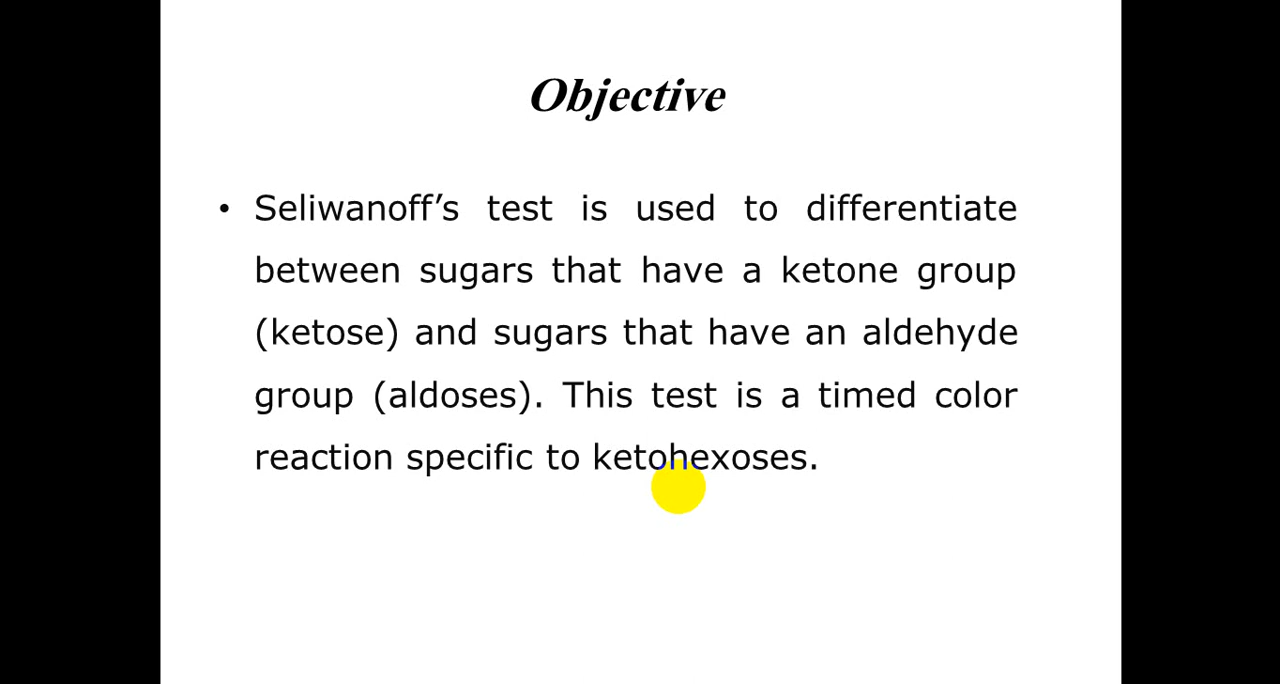 Objective
• Seliwanoff’s test is used to differentiate
between sugars that have a ketone group
(ketose) and sugars that have an aldehyde
group (aldoses). This test is a timed color
reaction specific to ketohexoses.